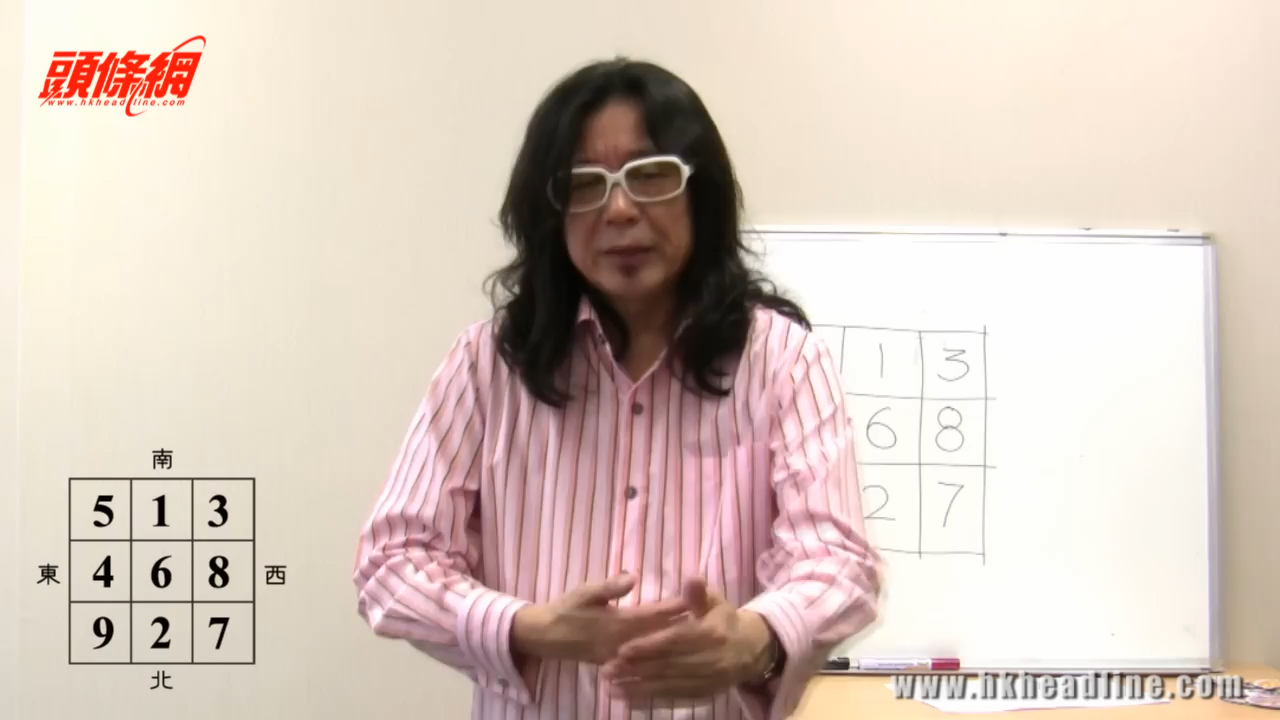 頭條網
www.hkheadline.com
南
5 1 3
東 4 6 8 西
9 2 7
北
1 3
6 8
2 7
www.hkheadline.com